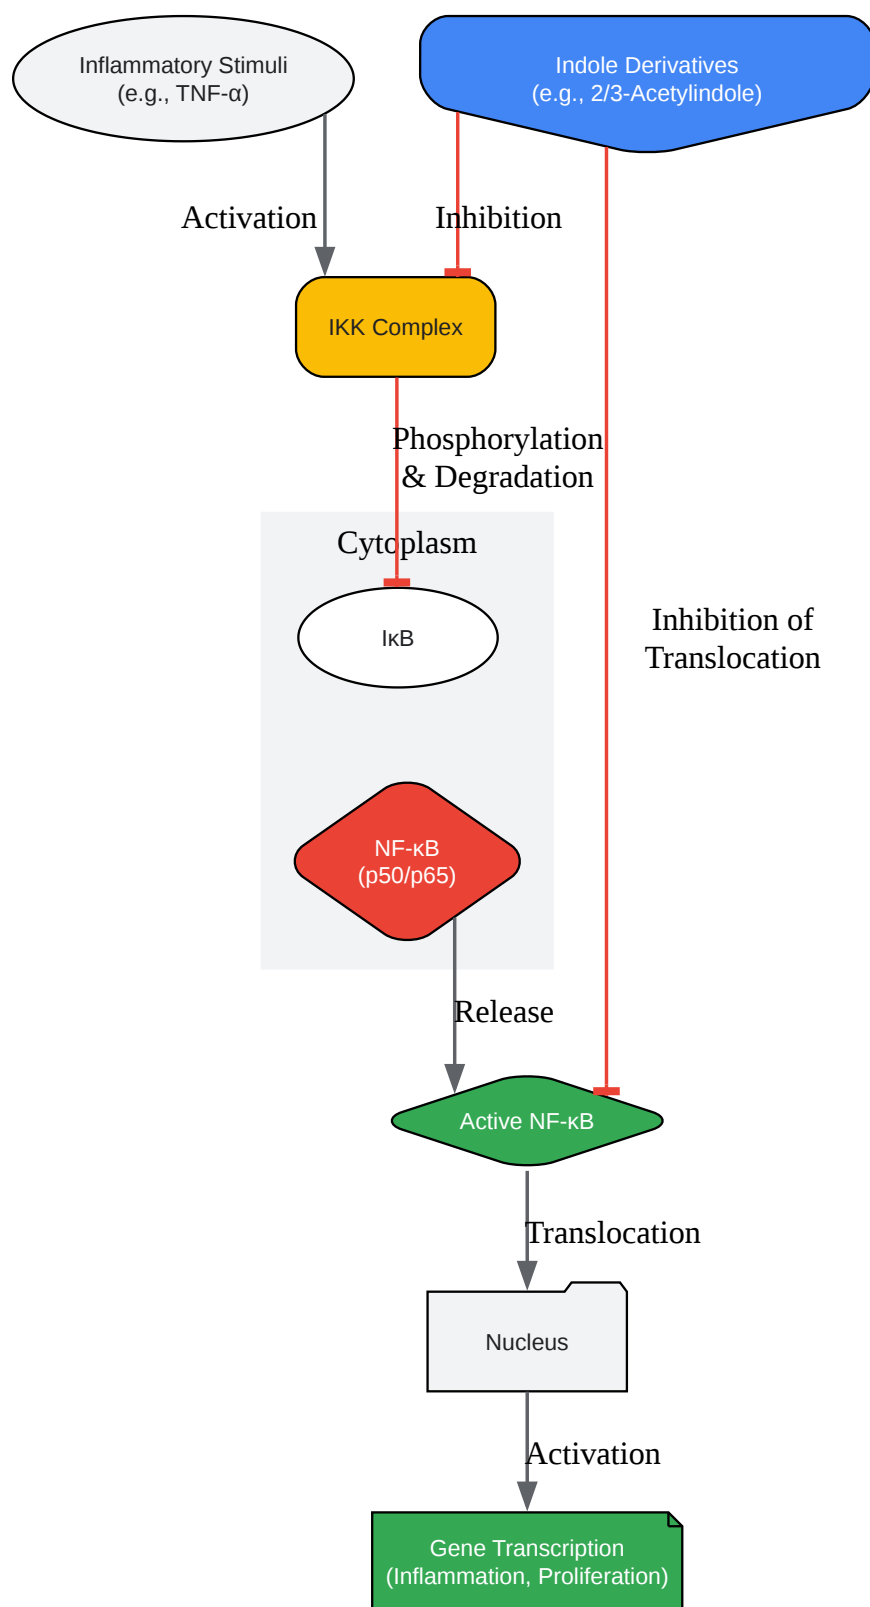 Inflammatory Stimuli
(e.g., TNF-α)
Indole Derivatives
(e.g., 2/3-Acetylindole)
Activation
Inhibition
IKK Complex
Phosphorylation
& Degradation
Cytoplasm
IκB
Inhibition of
Translocation
NF-κB
(p50/p65)
Release
Active NF-κB
Translocation
Nucleus
Activation
Gene Transcription
(Inflammation, Proliferation)